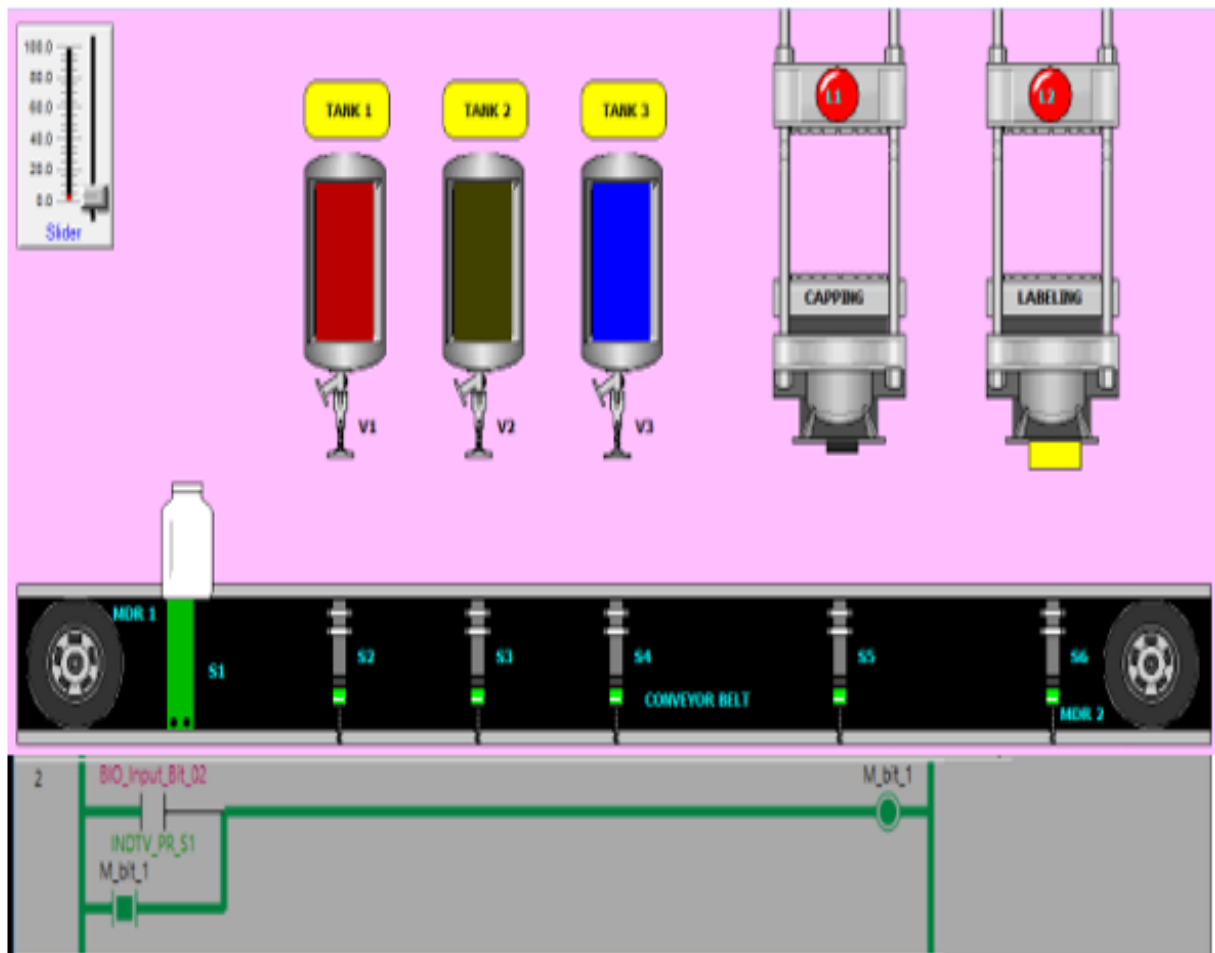 100.0
80.0
60.0
40.0
20.0
0.0
Slider
TANK 1
TANK 2
TANK 3
L1
L2
CAPPING
LABELING
V1
V2
V3
MDR 1
S1
S2
S3
S4
S5
S6
CONVEYOR BELT
MDR 2
2
BIO_Input_Bit_02
M_bit_1
INDTV_PR_S1
M_bit_1